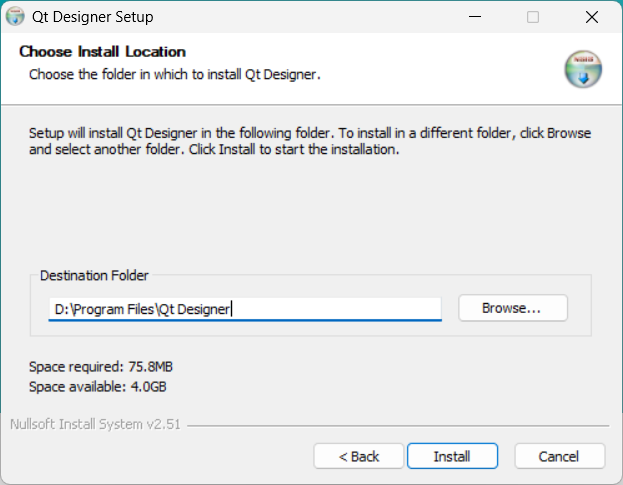 Qt Designer Setup
Choose Install Location
Choose the folder in which to install Qt Designer.
Setup will install Qt Designer in the following folder. To install in a different folder, click Browse
and select another folder. Click Install to start the installation.
Destination Folder
D:\Program Files\Qt Designer
Browse...
Space required: 75.8MB
Space available: 4.0GB
Nullsoft Install System v2.51
< Back
Install
Cancel